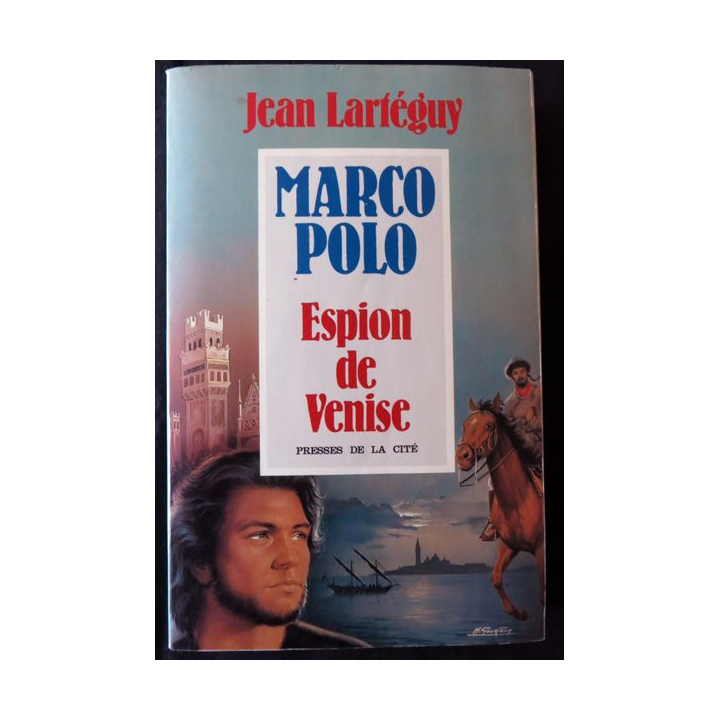 Jean Lartéguy
MARCO
POLO
Espion
de
Venise
PRESSES DE LA CITÉ